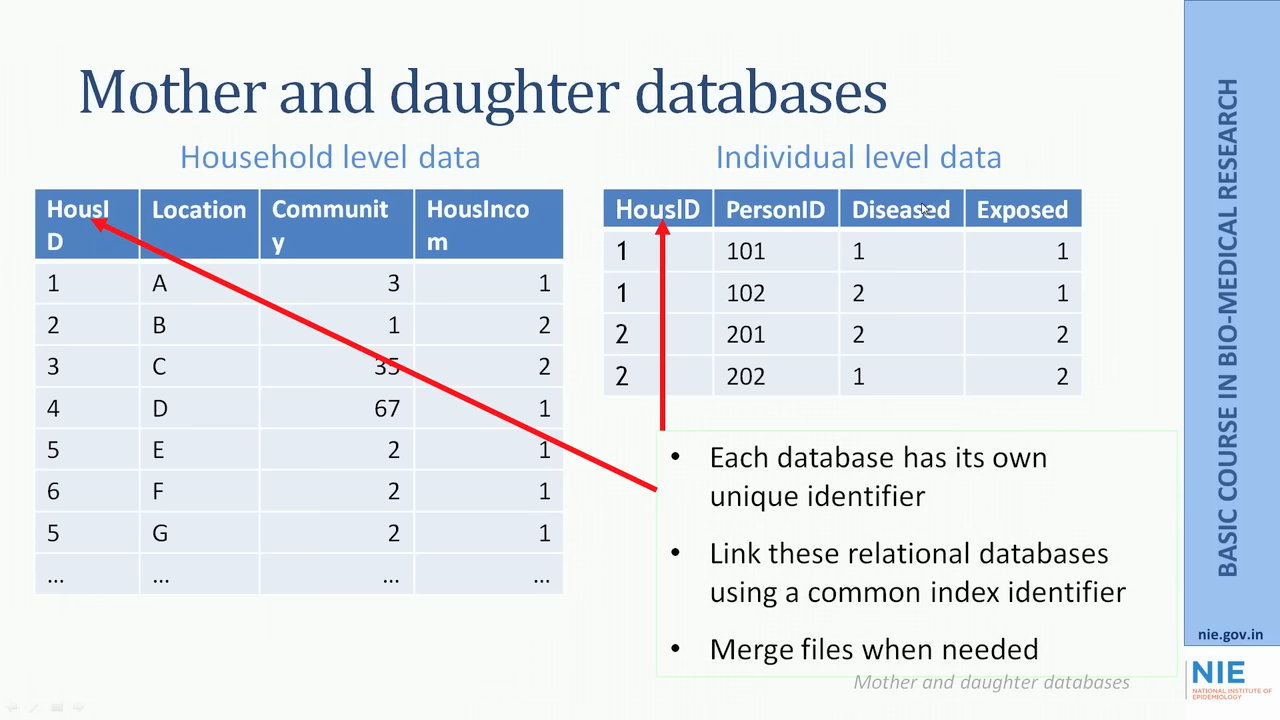 Mother and daughter databases
Household level data
HousI
D
Location
Communit
y
HousInco
m
1 A 3 1
2 B 1 2
3 C 35 2
4 D 67 1
5 E 2 1
6 F 2 1
5 G 2 1
... ... ... ...
Individual level data
HousID PersonID Diseased Exposed
1 101 1 1
1 102 2 1
2 201 2 2
2 202 1 2
• Each database has its own
unique identifier
• Link these relational databases
using a common index identifier
• Merge files when needed
Mother and daughter databases
BASIC COURSE IN BIO-MEDICAL RESEARCH
nie.gov.in
NIE
NATIONAL INSTITUTE OF
EPIDEMIOLOGY